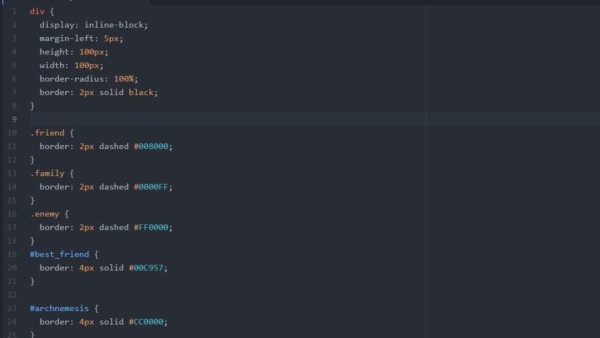 1 div {
2 display: inline-block;
3 margin-left: 5px;
4 height: 100px;
5 width: 100px;
6 border-radius: 100%;
7 border: 2px solid black;
8 }
9
10 .friend {
11 border: 2px dashed #008000;
12 }
13 .family {
14 border: 2px dashed #0000FF;
15 }
16 .enemy {
17 border: 2px dashed #FF0000;
18 }
19 #best_friend {
20 border: 4px solid #00C957;
21 }
22
23 #archnemesis {
24 border: 4px solid #CC0000;
25 }